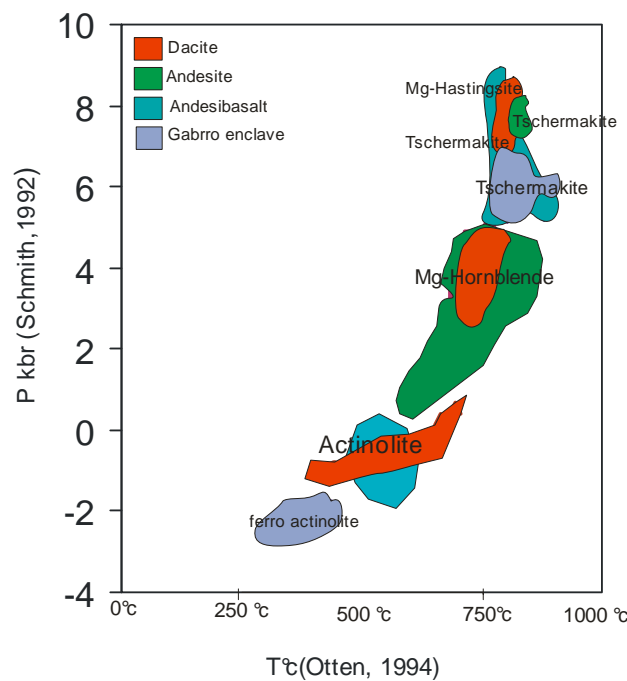 10
8
6
4
2
0
-2
-4
P kbr (Schmith, 1992)
Dacite
Andesite
Andesibasalt
Gabrro enclave
Mg-Hastingsite
Tschermakite
Tschermakite
Tschermakite
Mg-Hornblende
Actinolite
ferro actinolite
0℃
250 ℃
500 ℃
750℃
1000 ℃
T℃(Otten, 1994)